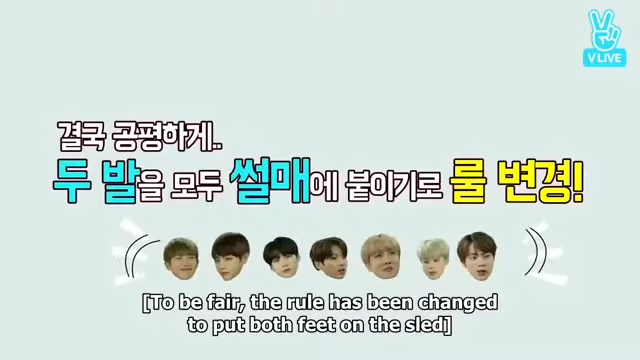 V LIVE
결국 공평하게..
두 발을 모두 썰매에 붙이기로 룰 변경!
[To be fair, the rule has been changed
to put both feet on the sled]